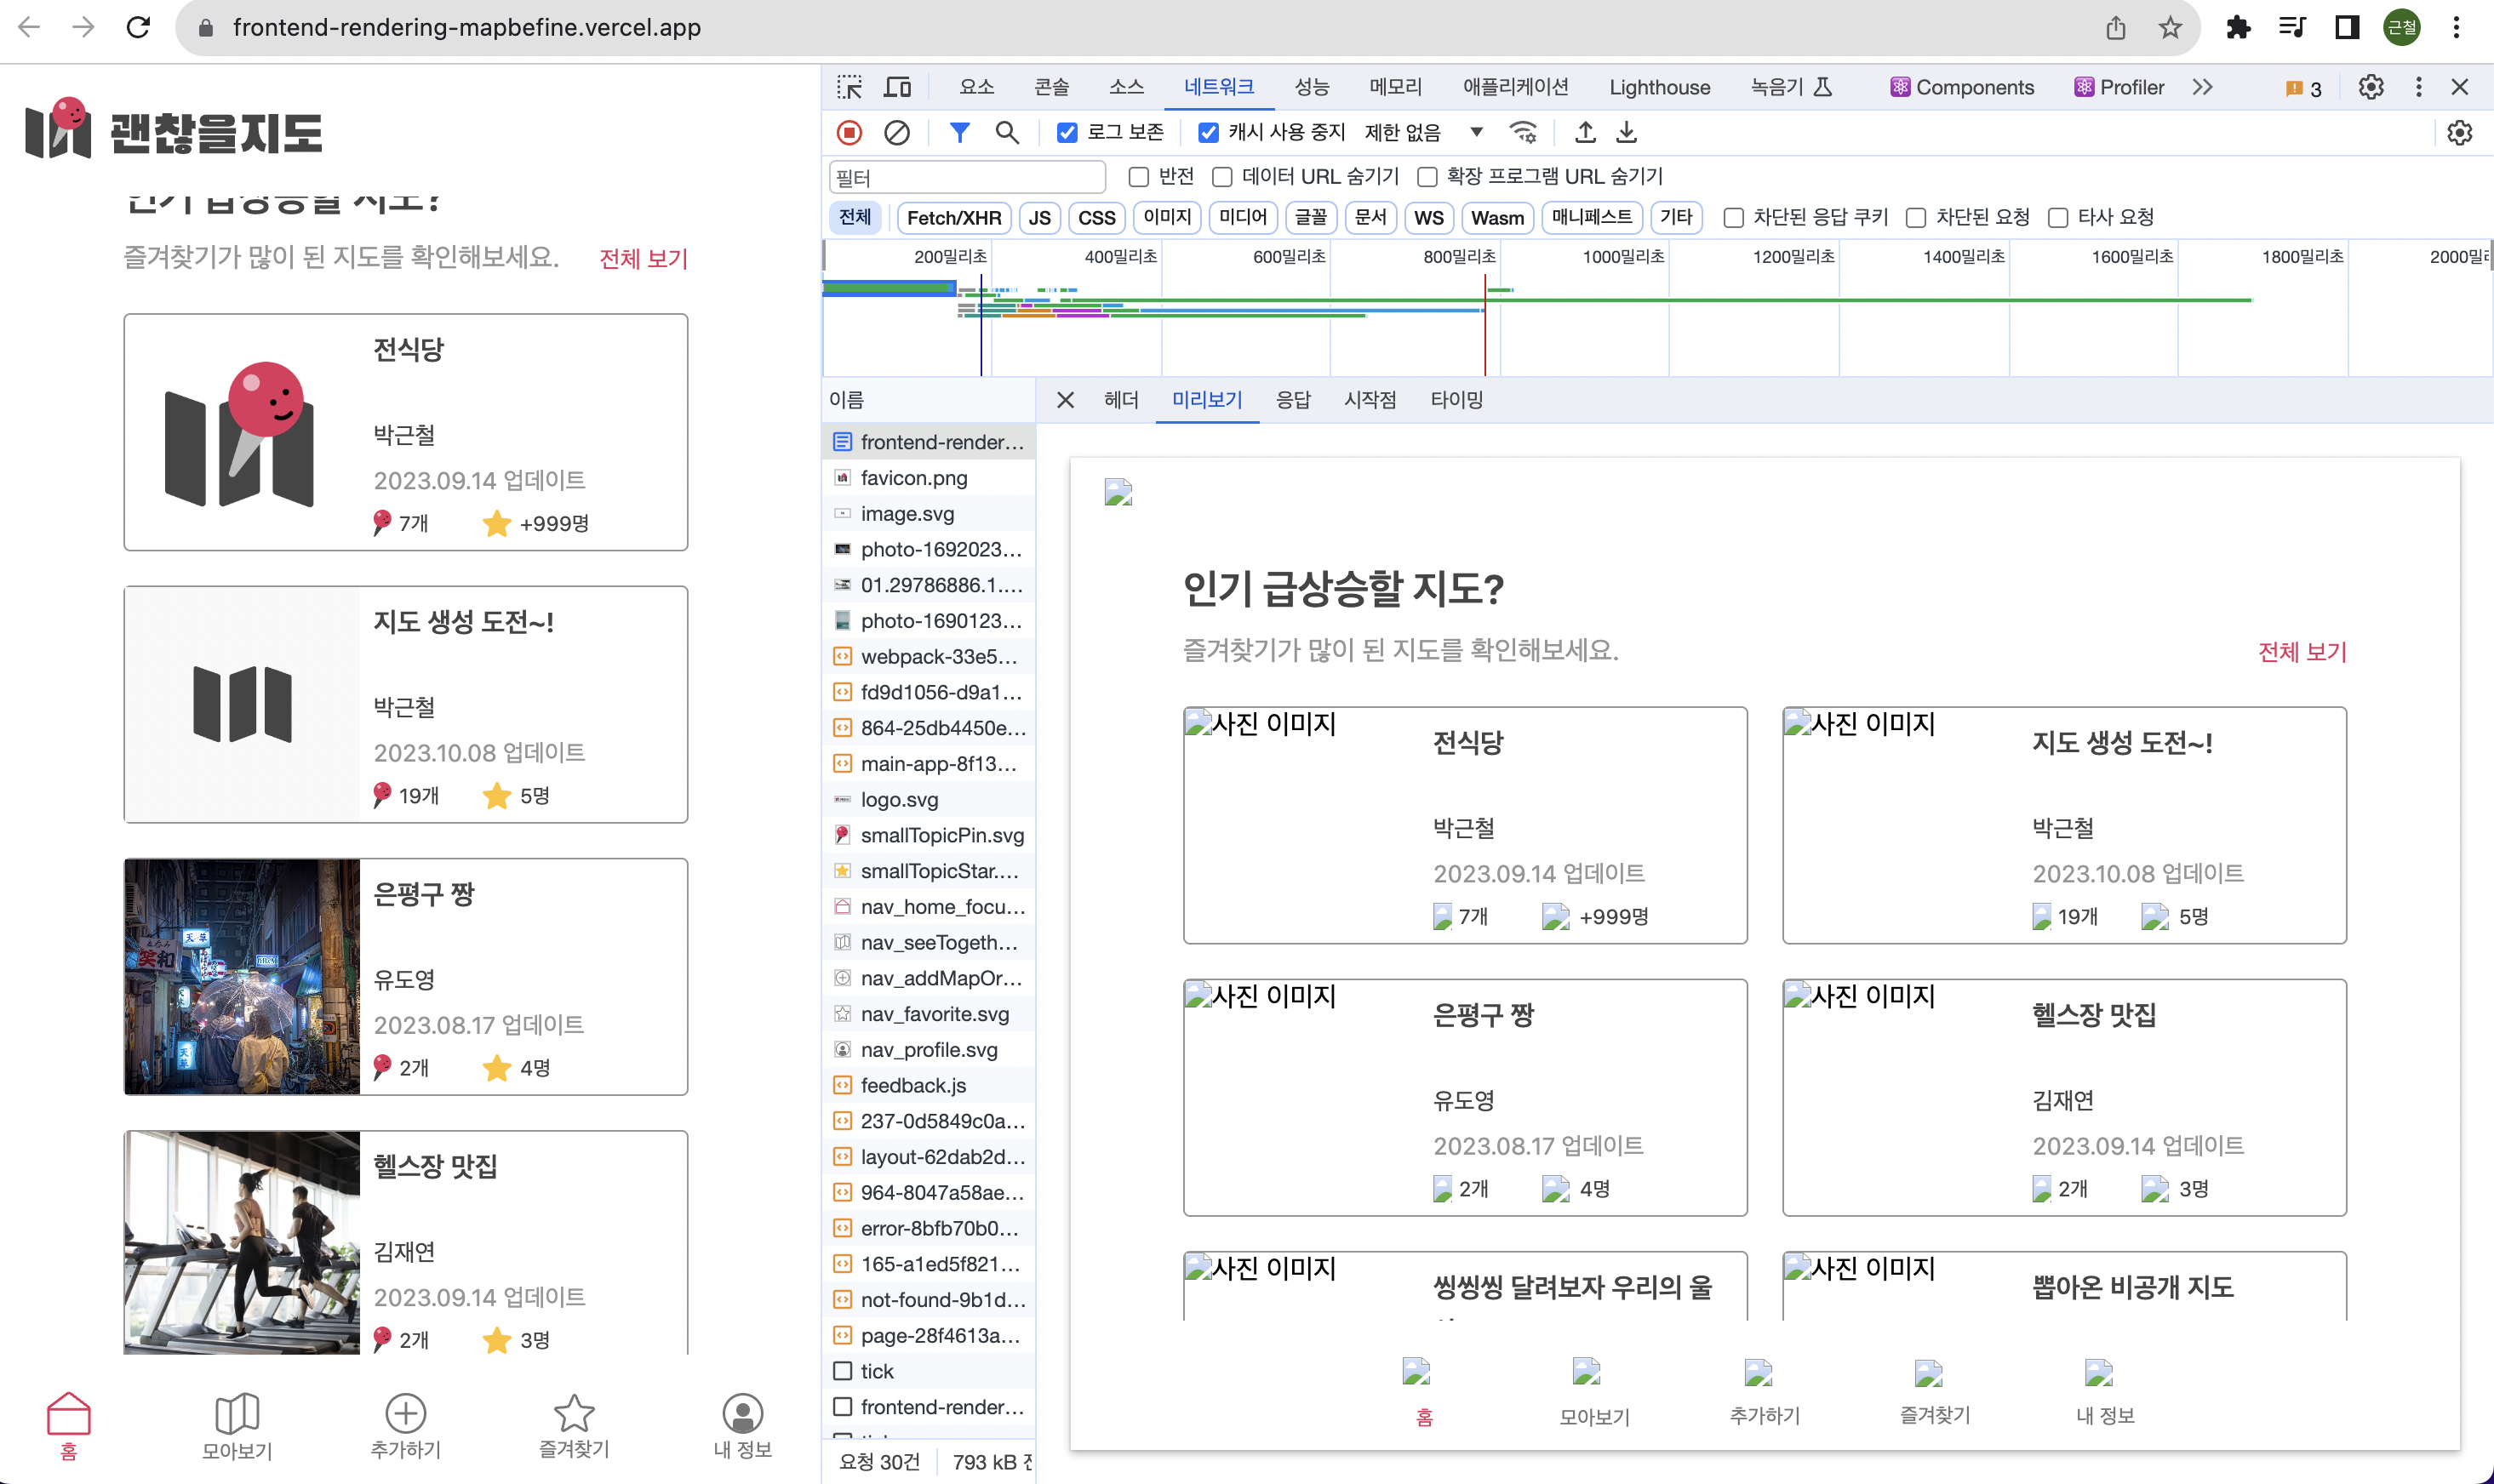 frontend-rendering-mapbefine.vercel.app
근철
괜찮을지도
인기 급상승할 지도?
즐겨찾기가 많이 된 지도를 확인해보세요.
전체 보기
전식당
박근철
2023.09.14 업데이트
7개
+999명
지도 생성 도전~!
박근철
2023.10.08 업데이트
19개
5명
은평구 짱
유도영
2023.08.17 업데이트
2개
4명
헬스장 맛집
김재연
2023.09.14 업데이트
2개
3명
홈
모아보기
추가하기
즐겨찾기
내 정보
요소
콘솔
소스
네트워크
성능
메모리
애플리케이션
Lighthouse
녹음기
Components
Profiler
3
로그 보존
캐시 사용 중지
제한 없음
필터
반전
데이터 URL 숨기기
확장 프로그램 URL 숨기기
전체
Fetch/XHR
JS
CSS
이미지
미디어
글꼴
문서
WS
Wasm
매니페스트
기타
차단된 응답 쿠키
차단된 요청
타사 요청
200밀리초
400밀리초
600밀리초
800밀리초
1000밀리초
1200밀리초
1400밀리초
1600밀리초
1800밀리초
2000밀
이름
frontend-render...
favicon.png
image.svg
photo-1692023...
01.29786886.1....
photo-1690123...
webpack-33e5...
fd9d1056-d9a1...
864-25db4450e...
main-app-8f13...
logo.svg
smallTopicPin.svg
smallTopicStar....
nav_home_focu...
nav_seeTogeth...
nav_addMapOr...
nav_favorite.svg
nav_profile.svg
feedback.js
237-0d5849c0a...
layout-62dab2d...
964-8047a58ae...
error-8bfb70b0...
165-a1ed5f821...
not-found-9b1d...
page-28f4613a...
tick
frontend-render...
요청 30건
793 kB
헤더
미리보기
응답
시작점
타이밍
인기 급상승할 지도?
즐겨찾기가 많이 된 지도를 확인해보세요.
전체 보기
사진 이미지
전식당
박근철
2023.09.14 업데이트
7개
+999명
사진 이미지
지도 생성 도전~!
박근철
2023.10.08 업데이트
19개
5명
사진 이미지
은평구 짱
유도영
2023.08.17 업데이트
2개
4명
사진 이미지
헬스장 맛집
김재연
2023.09.14 업데이트
2개
3명
사진 이미지
씽씽씽 달려보자 우리의 울
사진 이미지
뽑아온 비공개 지도
홈
모아보기
추가하기
즐겨찾기
내 정보